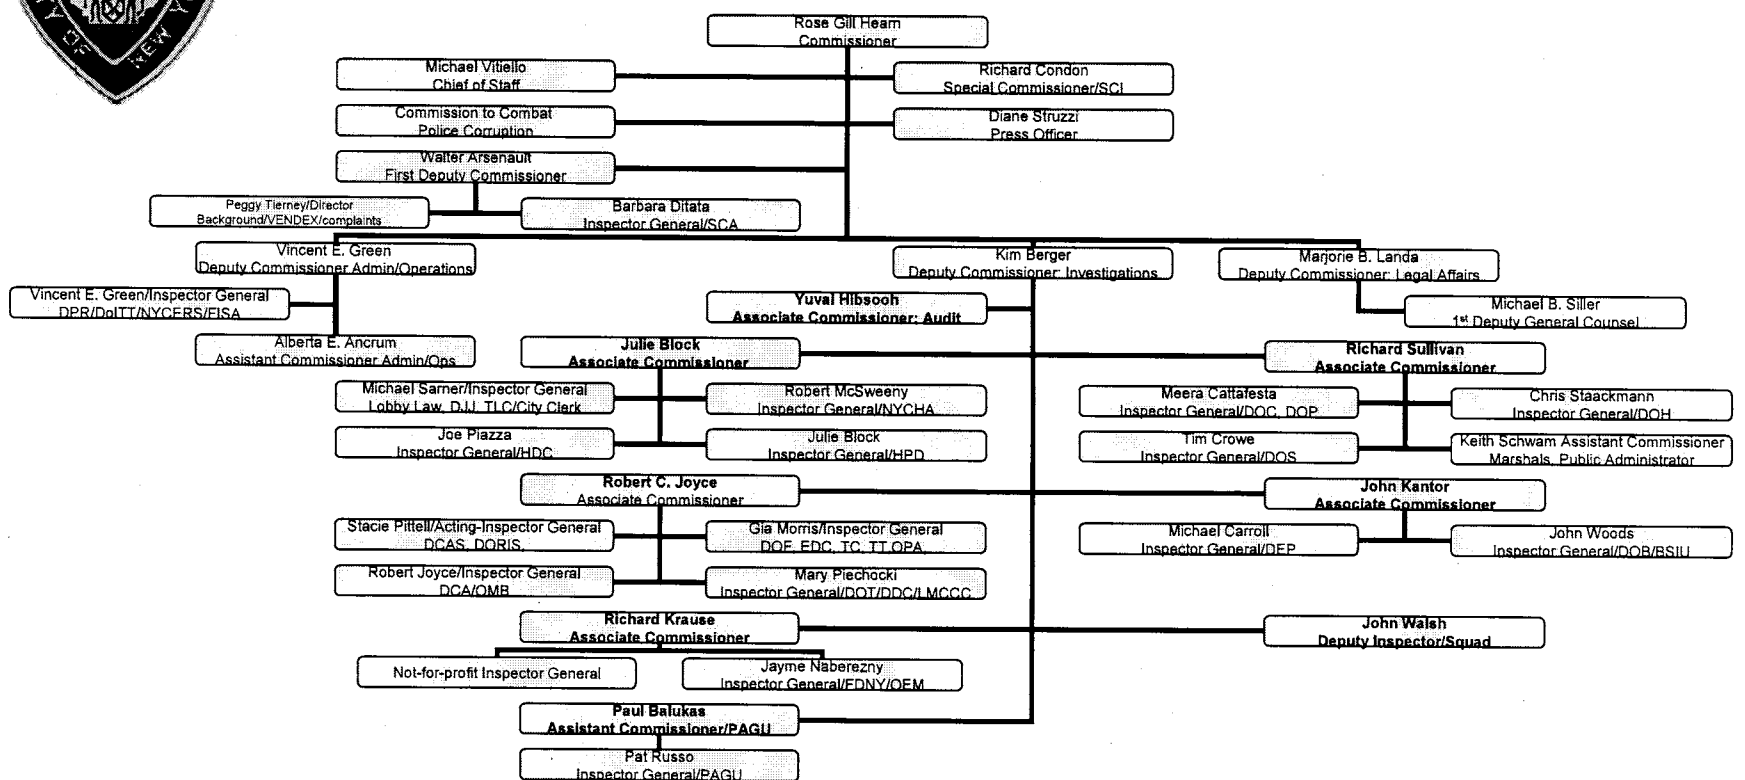 TY OF NEW YO
Rose Gill Hearn
Commissioner
Michael Vitiello
Chief of Staff
Richard Condon
Special Commissioner/SCI
Commission to Combat
Police Corruption
Diane Struzzi
Press Officer
Walter Arsenault
First Deputy Commissioner
Peggy Tierney/Director
Background/VENDEX/complaints
Barbara Ditata
Inspector General/SCA
Vincent E. Green
Deputy Commissioner Admin/Operations
Kim Berger
Deputy Commissioner: Investigations
Marjorie B. Landa
Deputy Commissioner: Legal Affairs
Vincent E. Green/Inspector General
DPR/DoITT/NYCERS/FISA
Yuval Hibsooh
Associate Commissioner: Audit
Michael B. Siller
1st Deputy General Counsel
Alberta E. Ancrum
Assistant Commissioner Admin/Ops
Julie Block
Associate Commissioner
Richard Sullivan
Associate Commissioner
Michael Sarner/Inspector General
Lobby Law, DJJ, TLC/City Clerk
Robert McSweeny
Inspector General/NYCHA
Meera Cattafesta
Inspector General/DOC, DOP
Chris Staackmann
Inspector General/DOH
Joe Piazza
Inspector General/HDC
Julie Block
Inspector General/HPD
Tim Crowe
Inspector General/DOS
Keith Schwam Assistant Commissioner
Marshals, Public Administrator
Robert C. Joyce
Associate Commissioner
John Kantor
Associate Commissioner
Stacie Pittell/Acting-Inspector General
DCAS, DORIS,
Gia Morris/Inspector General
DOF, EDC, TC, TT,OPA,
Michael Carroll
Inspector General/DEP
John Woods
Inspector General/DOB/BSIU
Robert Joyce/Inspector General
DCA/OMB
Mary Piechocki
Inspector General/DOT/DDC/LMCCC
Richard Krause
Associate Commissioner
John Walsh
Deputy Inspector/Squad
Not-for-profit Inspector General
Jayme Naberezny
Inspector General/FDNY/OEM
Paul Balukas
Assistant Commissioner/PAGU
Pat Russo
Inspector General/PAGU